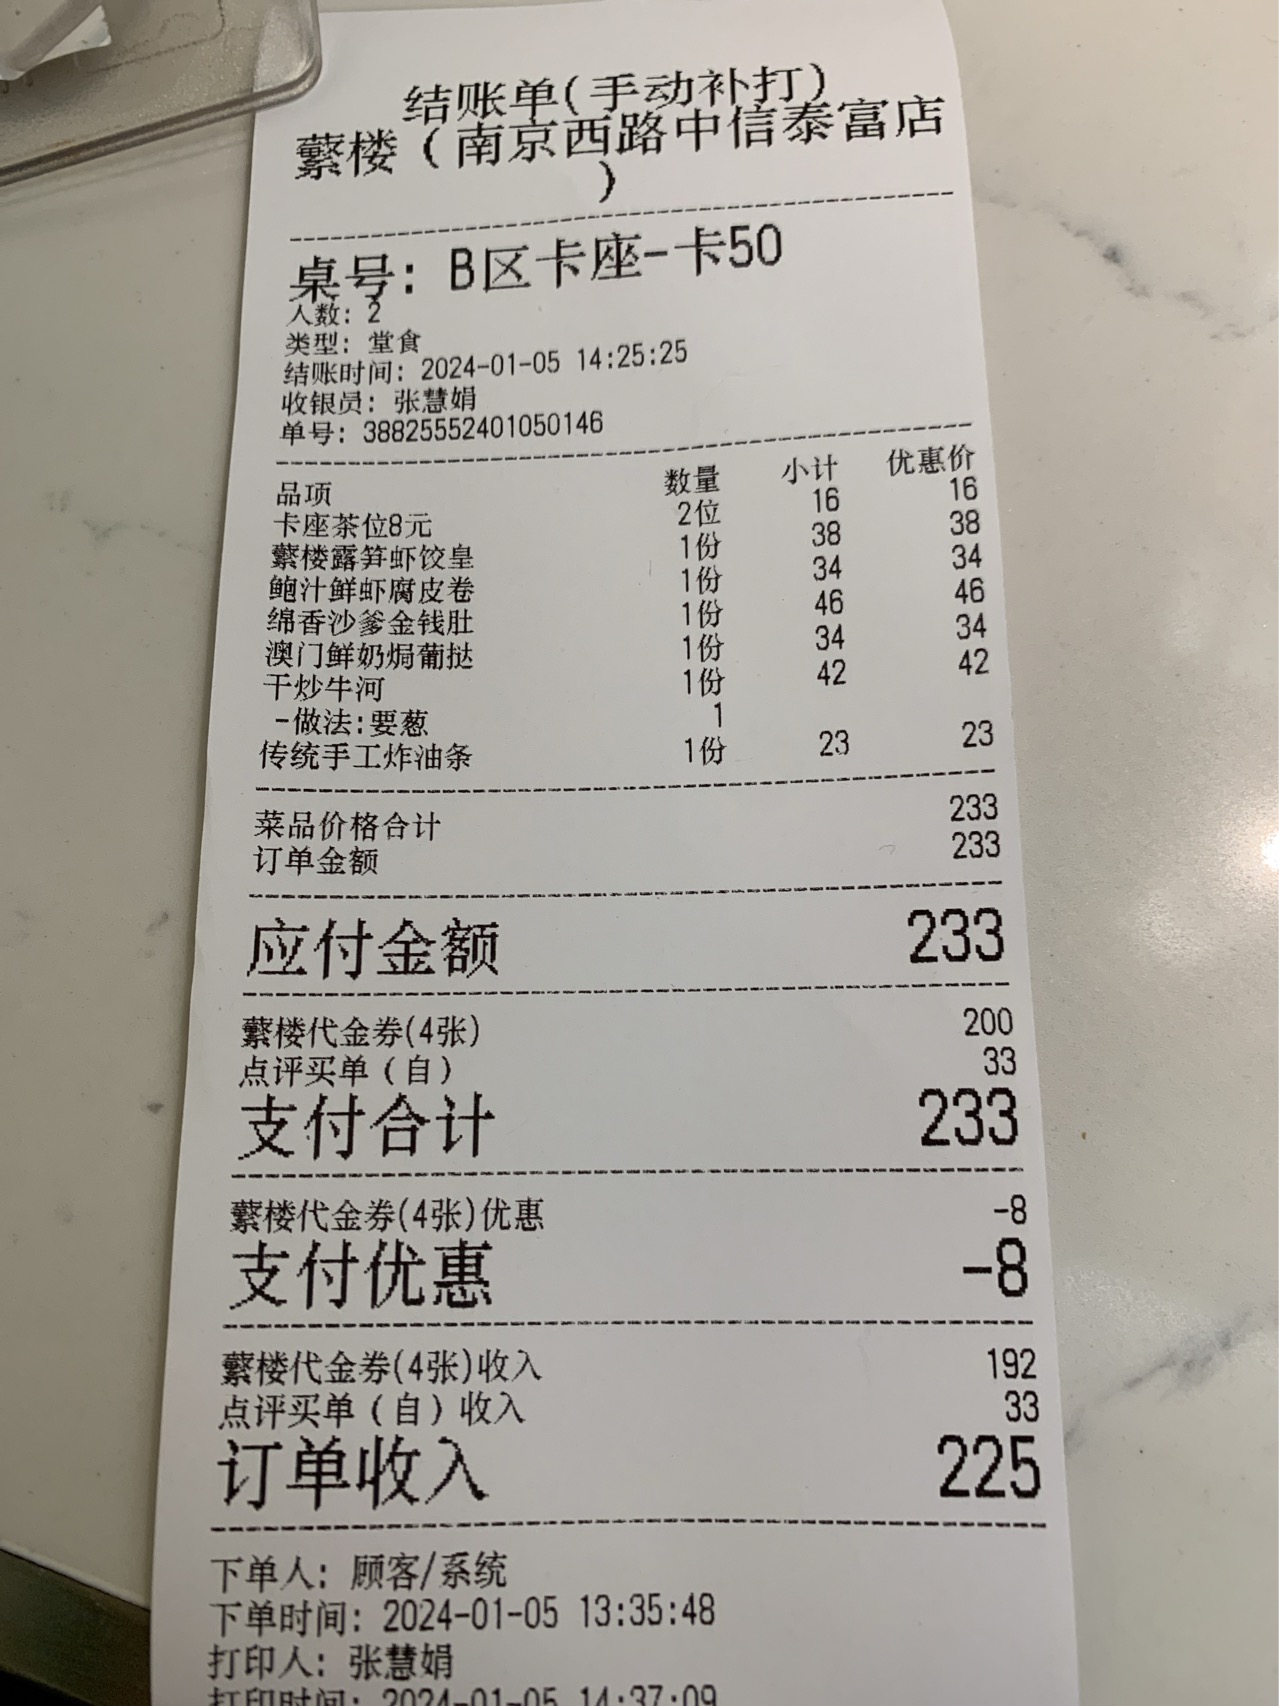 结账单(手动补打)
蘩楼（南京西路中信泰富店
）
桌号: B区卡座-卡50
人数: 2
类型: 堂食
结账时间: 2024-01-05 14:25:25
收银员: 张慧娟
单号: 38825552401050146
品项 数量 小计 优惠价
卡座茶位8元 2位 16 16
蘩楼露笋虾饺皇 1份 38 38
鲍汁鲜虾腐皮卷 1份 34 34
绵香沙爹金钱肚 1份 46 46
澳门鲜奶焗葡挞 1份 34 34
干炒牛河 1份 42 42
-做法:要葱 1
传统手工炸油条 1份 23 23
菜品价格合计 233
订单金额 233
应付金额 233
蘩楼代金券(4张) 200
点评买单（自） 33
支付合计 233
蘩楼代金券(4张)优惠 -8
支付优惠 -8
蘩楼代金券(4张)收入 192
点评买单（自）收入 33
订单收入 225
下单人: 顾客/系统
下单时间: 2024-01-05 13:35:48
打印人: 张慧娟
打印时间: 2024-01-05 14:37:09